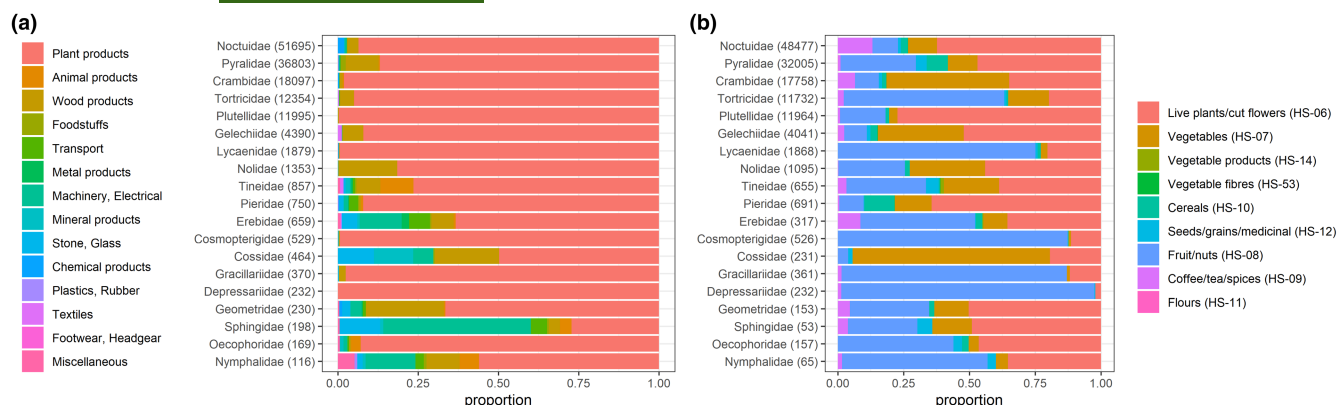 (a)
Plant products
Animal products
Wood products
Foodstuffs
Transport
Metal products
Machinery, Electrical
Mineral products
Stone, Glass
Chemical products
Plastics, Rubber
Textiles
Footwear, Headgear
Miscellaneous
Noctuidae (51695)
Pyralidae (36803)
Crambidae (18097)
Tortricidae (12354)
Plutellidae (11995)
Gelechiidae (4390)
Lycaenidae (1879)
Nolidae (1353)
Tineidae (857)
Pieridae (750)
Erebidae (659)
Cosmopterigidae (529)
Cossidae (464)
Gracillariidae (370)
Depressariidae (232)
Geometridae (230)
Sphingidae (198)
Oecophoridae (169)
Nymphalidae (116)
0.00 0.25 0.50 0.75 1.00
proportion
(b)
Noctuidae (48477)
Pyralidae (32005)
Crambidae (17758)
Tortricidae (11732)
Plutellidae (11964)
Gelechiidae (4041)
Lycaenidae (1868)
Nolidae (1095)
Tineidae (655)
Pieridae (691)
Erebidae (317)
Cosmopterigidae (526)
Cossidae (231)
Gracillariidae (361)
Depressariidae (232)
Geometridae (153)
Sphingidae (53)
Oecophoridae (157)
Nymphalidae (65)
0.00 0.25 0.50 0.75 1.00
proportion
Live plants/cut flowers (HS-06)
Vegetables (HS-07)
Vegetable products (HS-14)
Vegetable fibres (HS-53)
Cereals (HS-10)
Seeds/grains/medicinal (HS-12)
Fruit/nuts (HS-08)
Coffee/tea/spices (HS-09)
Flours (HS-11)